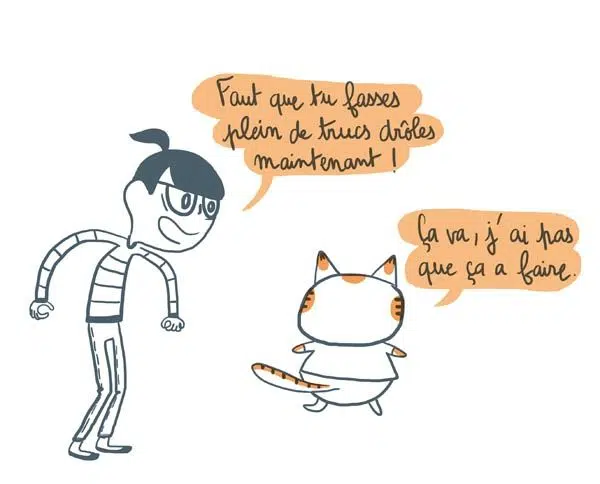 Faut que tu fasses
plein de trucs drôles
maintenant !
Ça va, j'ai pas
que ça à faire.